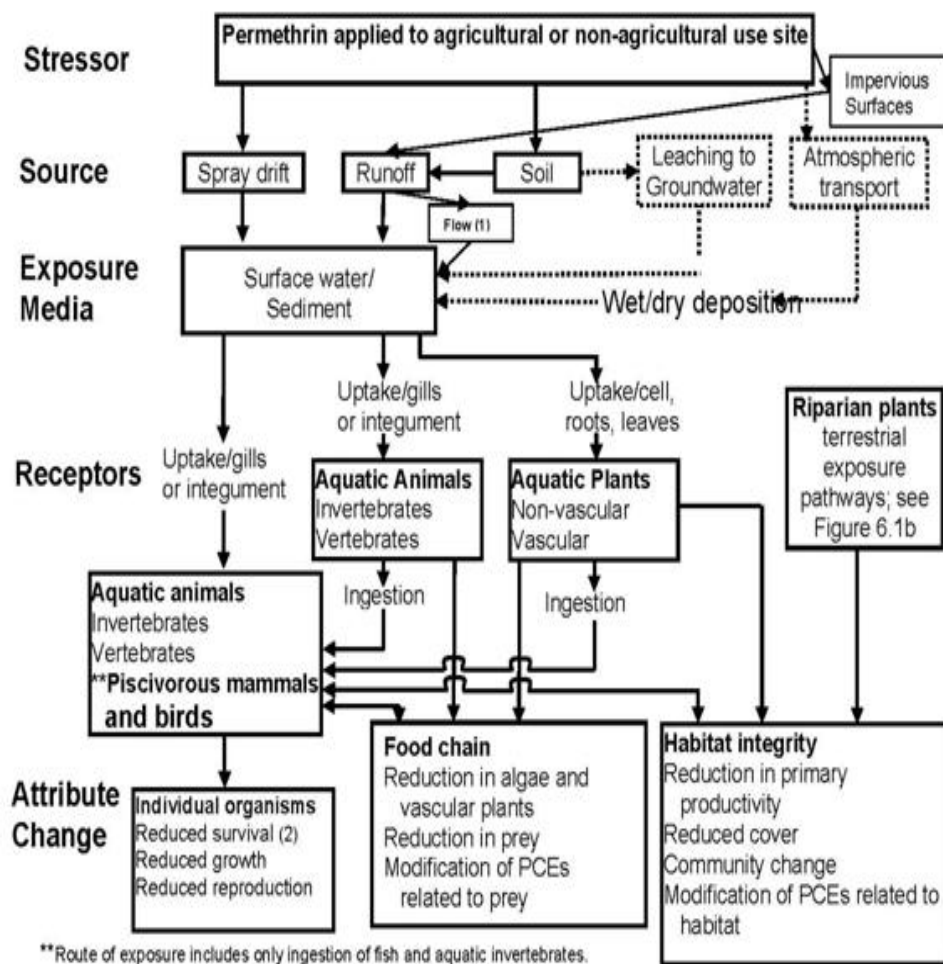 Stressor
Permethrin applied to agricultural or non-agricultural use site
Impervious
Surfaces
Source
Spray drift
Runoff
Soil
Leaching to
Groundwater
Atmospheric
transport
Flow (1)
Exposure
Media
Surface water/
Sediment
Wet/dry deposition
Receptors
Uptake/gills
or integument
Uptake/gills
or integument
Uptake/cell,
roots, leaves
Riparian plants
terrestrial
exposure
pathways; see
Figure 6.1b
Aquatic Animals
Invertebrates
Vertebrates
Aquatic Plants
Non-vascular
Vascular
Ingestion
Ingestion
Aquatic animals
Invertebrates
Vertebrates
**Piscivorous mammals
and birds
Attribute
Change
Individual organisms
Reduced survival (2)
Reduced growth
Reduced reproduction
Food chain
Reduction in algae and
vascular plants
Reduction in prey
Modification of PCEs
related to prey
Habitat integrity
Reduction in primary
productivity
Reduced cover
Community change
Modification of PCEs related to
habitat
**Route of exposure includes only ingestion of fish and aquatic invertebrates.